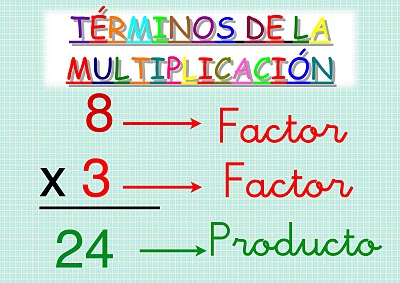 TÉRMINOS DE LA
MULTIPLICACIÓN
8 Factor
x 3 Factor
24 Producto